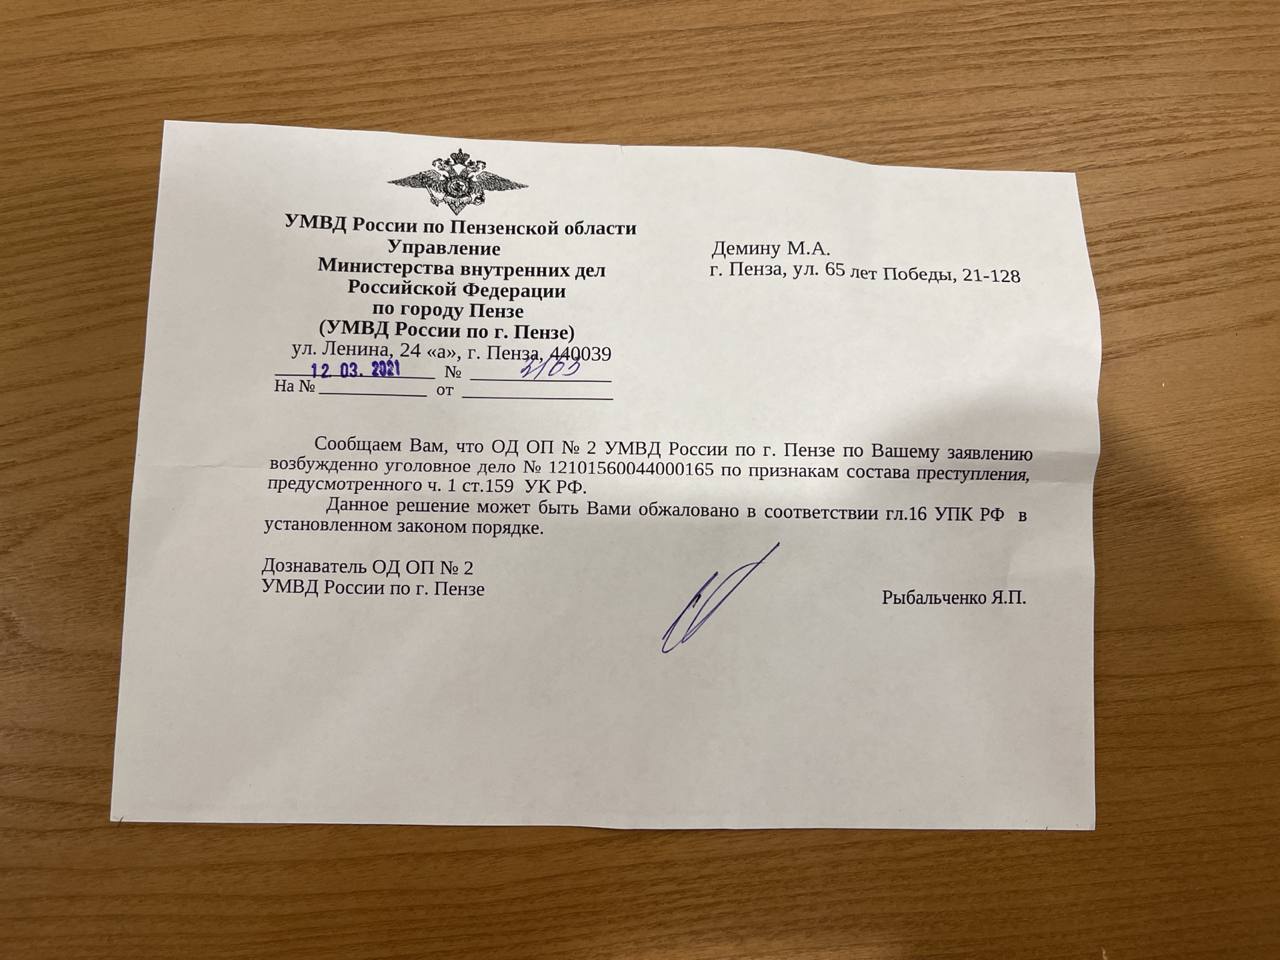 УМВД России по Пензенской области
Управление
Министерства внутренних дел
Российской Федерации
по городу Пензе
(УМВД России по г. Пензе)
ул. Ленина, 24 «а», г. Пенза, 440039
12 03. 2021 №
На № от
Демину М.А.
г. Пенза, ул. 65 лет Победы, 21-128
Сообщаем Вам, что ОД ОП № 2 УМВД России по г. Пензе по Вашему заявлению
возбужденно уголовное дело № 12101560044000165 по признакам состава преступления,
предусмотренного ч. 1 ст.159 УК РФ.
Данное решение может быть Вами обжаловано в соответствии гл.16 УПК РФ в
установленном законом порядке.
Дознаватель ОД ОП № 2
УМВД России по г. Пензе
Рыбальченко Я.П.